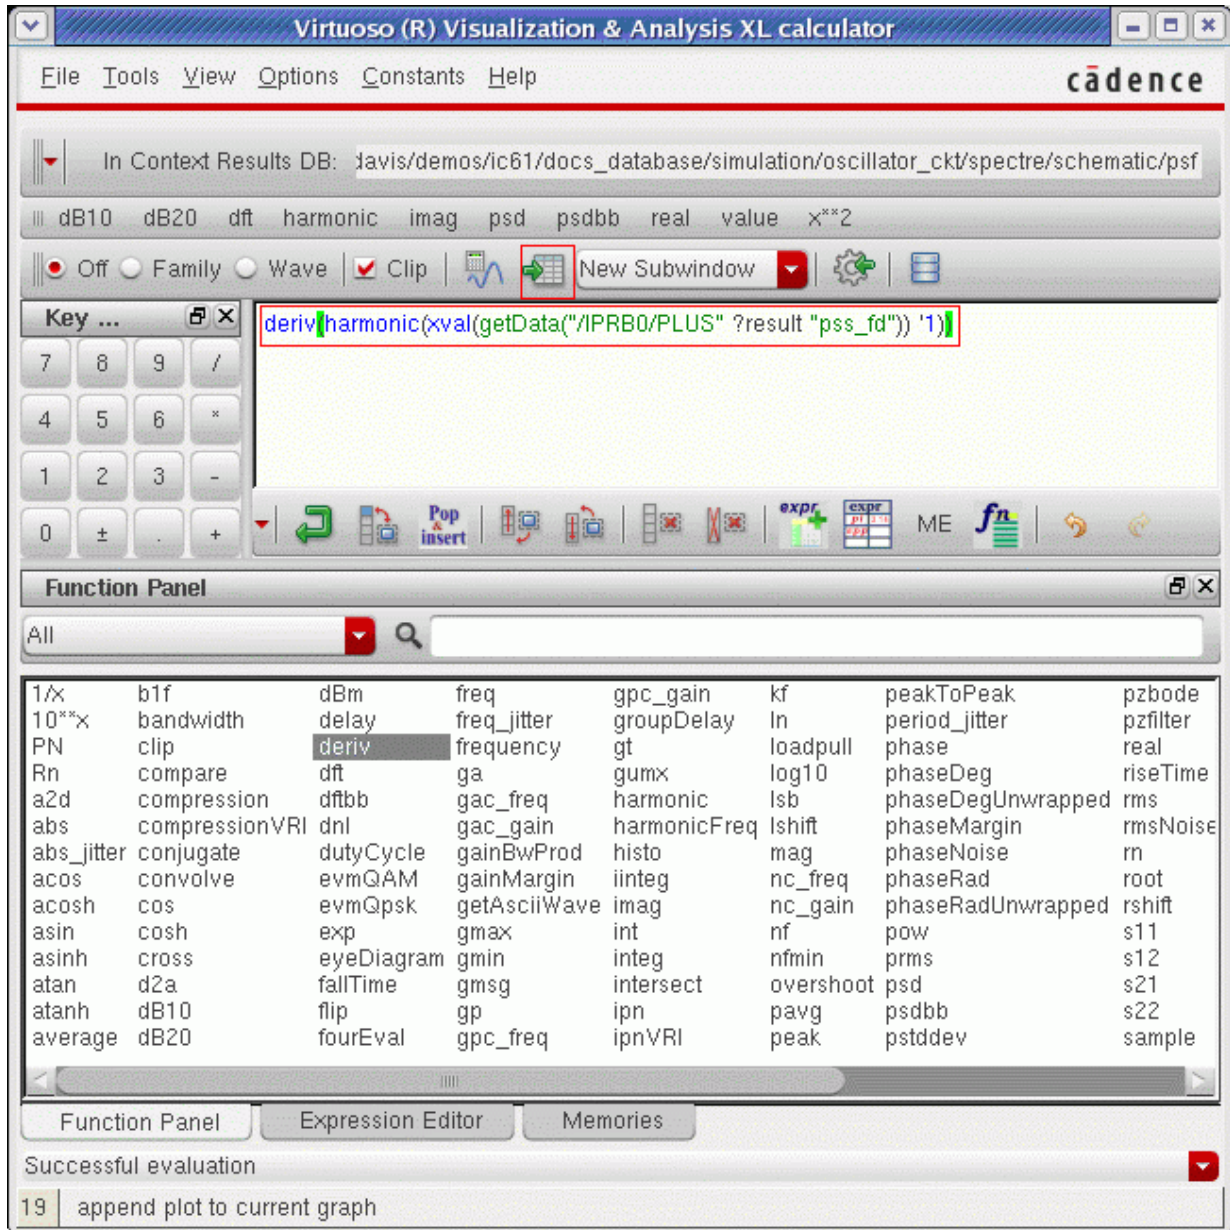 Virtuoso (R) Visualization & Analysis XL calculator
File Tools View Options Constants Help cādence
In Context Results DB: davis/demos/ic61/docs_database/simulation/oscillator_ckt/spectre/schematic/psf
dB10 dB20 dft harmonic imag psd psdbb real value x**2
Off Family Wave Clip New Subwindow
Key ...
deriv(harmonic(xval(getData("/IPRB0/PLUS" ?result "pss_fd")) '1))
7 8 9 /
4 5 6 *
1 2 3 -
0 ± . +
Pop & insert expr expr ME fn
Function Panel
All
1/x b1f dBm freq gpc_gain kf peakToPeak pzbode
10**x bandwidth delay freq_jitter groupDelay ln period_jitter pzfilter
PN clip deriv frequency gt loadpull phase real
Rn compare dft ga gumx log10 phaseDeg riseTime
a2d compression dftbb gac_freq harmonic lsb phaseDegUnwrapped rms
abs compressionVRI dnl gac_gain harmonicFreq lshift phaseMargin rmsNoise
abs_jitter conjugate dutyCycle gainBwProd histo mag phaseNoise rn
acos convolve evmQAM gainMargin iinteg nc_freq phaseRad root
acosh cos evmQpsk getAsciiWave imag nc_gain phaseRadUnwrapped rshift
asin cosh exp gmax int nf pow s11
asinh cross eyeDiagram gmin integ nfmin prms s12
atan d2a fallTime gmsg intersect overshoot psd s21
atanh dB10 flip gp ipn pavg psdbb s22
average dB20 fourEval gpc_freq ipnVRI peak pstddev sample
Function Panel Expression Editor Memories
Successful evaluation
19 append plot to current graph